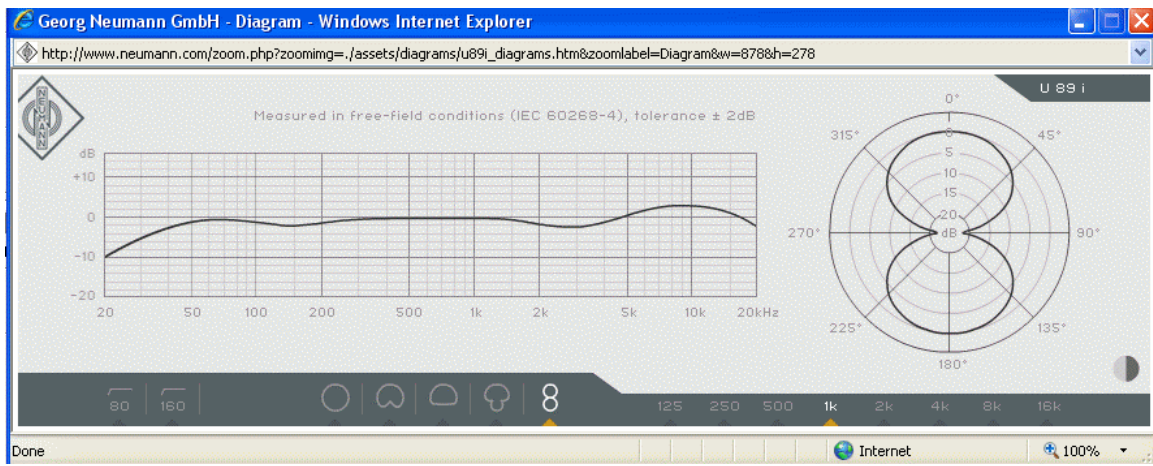 Georg Neumann GmbH - Diagram - Windows Internet Explorer
http://www.neumann.com/zoom.php?zoomimg=./assets/diagrams/u89i_diagrams.htm&zoomlabel=Diagram&w=878&h=278
NEUMANN
U 89 i
Measured in free-field conditions (IEC 60268-4), tolerance ± 2dB
dB
+10
0
-10
-20
20 50 100 200 500 1k 2k 5k 10k 20kHz
0°
315° 45°
0
5
10
15
20
270° dB 90°
225° 135°
180°
80 160
125 250 500 1k 2k 4k 8k 16k
Done Internet 100%